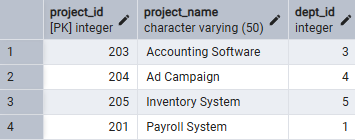 project_id project_name dept_id
[PK] integer character varying (50) integer
1 203 Accounting Software 3
2 204 Ad Campaign 4
3 205 Inventory System 5
4 201 Payroll System 1